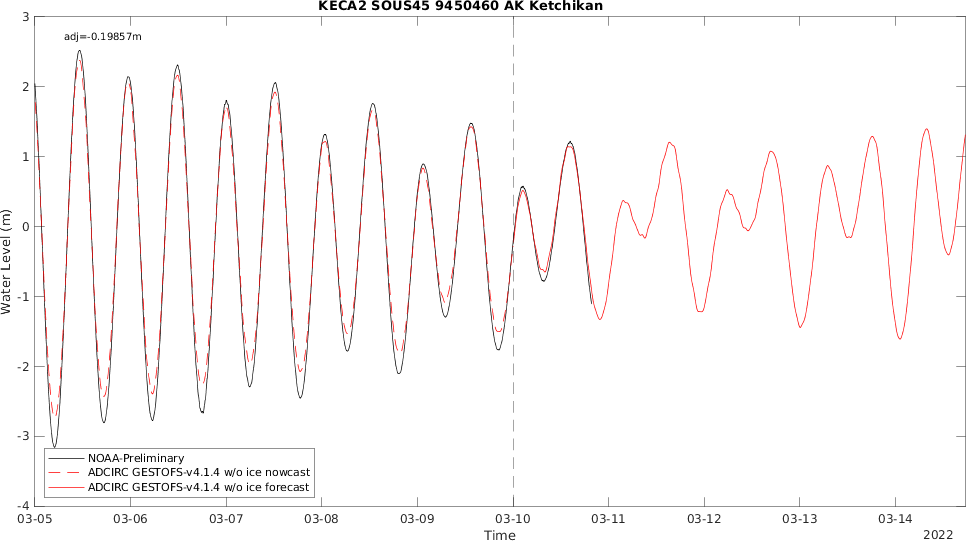 KECA2 SOUS45 9450460 AK Ketchikan
adj=-0.19857m
3
2
1
0
-1
-2
-3
-4
Water Level (m)
NOAA-Preliminary
ADCIRC GESTOFS-v4.1.4 w/o ice nowcast
ADCIRC GESTOFS-v4.1.4 w/o ice forecast
03-05 03-06 03-07 03-08 03-09 03-10 03-11 03-12 03-13 03-14
Time
2022